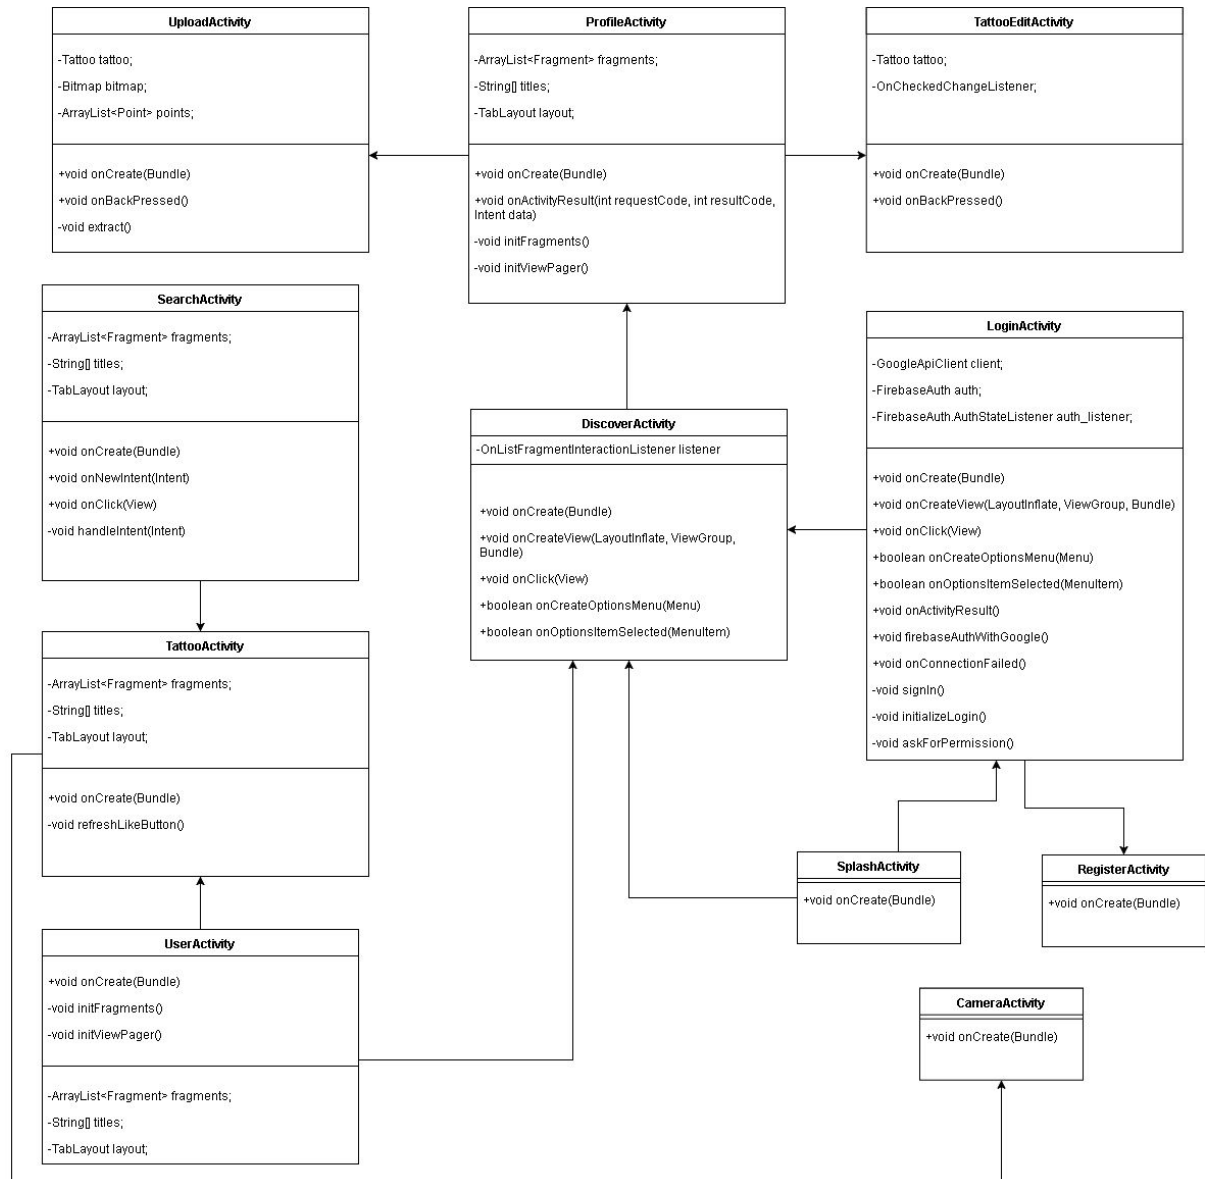 UploadActivity
-Tattoo tattoo;
-Bitmap bitmap;
-ArrayList<Point> points;
+void onCreate(Bundle)
+void onBackPressed()
-void extract()
ProfileActivity
-ArrayList<Fragment> fragments;
-String[] titles;
-TabLayout layout;
+void onCreate(Bundle)
+void onActivityResult(int requestCode, int resultCode,
Intent data)
-void initFragments()
-void initViewPager()
TattooEditActivity
-Tattoo tattoo;
-OnCheckedChangeListener;
+void onCreate(Bundle)
+void onBackPressed()
SearchActivity
-ArrayList<Fragment> fragments;
-String[] titles;
-TabLayout layout;
+void onCreate(Bundle)
+void onNewIntent(Intent)
+void onClick(View)
-void handleIntent(Intent)
DiscoverActivity
-OnListFragmentInteractionListener listener
+void onCreate(Bundle)
+void onCreateView(LayoutInflate, ViewGroup,
Bundle)
+void onClick(View)
+boolean onCreateOptionsMenu(Menu)
+boolean onOptionsItemSelected(MenuItem)
LoginActivity
-GoogleApiClient client;
-FirebaseAuth auth;
-FirebaseAuth.AuthStateListener auth_listener;
+void onCreate(Bundle)
+void onCreateView(LayoutInflate, ViewGroup, Bundle)
+void onClick(View)
+boolean onCreateOptionsMenu(Menu)
+boolean onOptionsItemSelected(MenuItem)
+void onActivityResult()
+void firebaseAuthWithGoogle()
+void onConnectionFailed()
-void signIn()
-void initializeLogin()
-void askForPermission()
TattooActivity
-ArrayList<Fragment> fragments;
-String[] titles;
-TabLayout layout;
+void onCreate(Bundle)
-void refreshLikeButton()
SplashActivity
+void onCreate(Bundle)
RegisterActivity
+void onCreate(Bundle)
UserActivity
+void onCreate(Bundle)
-void initFragments()
-void initViewPager()
-ArrayList<Fragment> fragments;
-String[] titles;
-TabLayout layout;
CameraActivity
+void onCreate(Bundle)